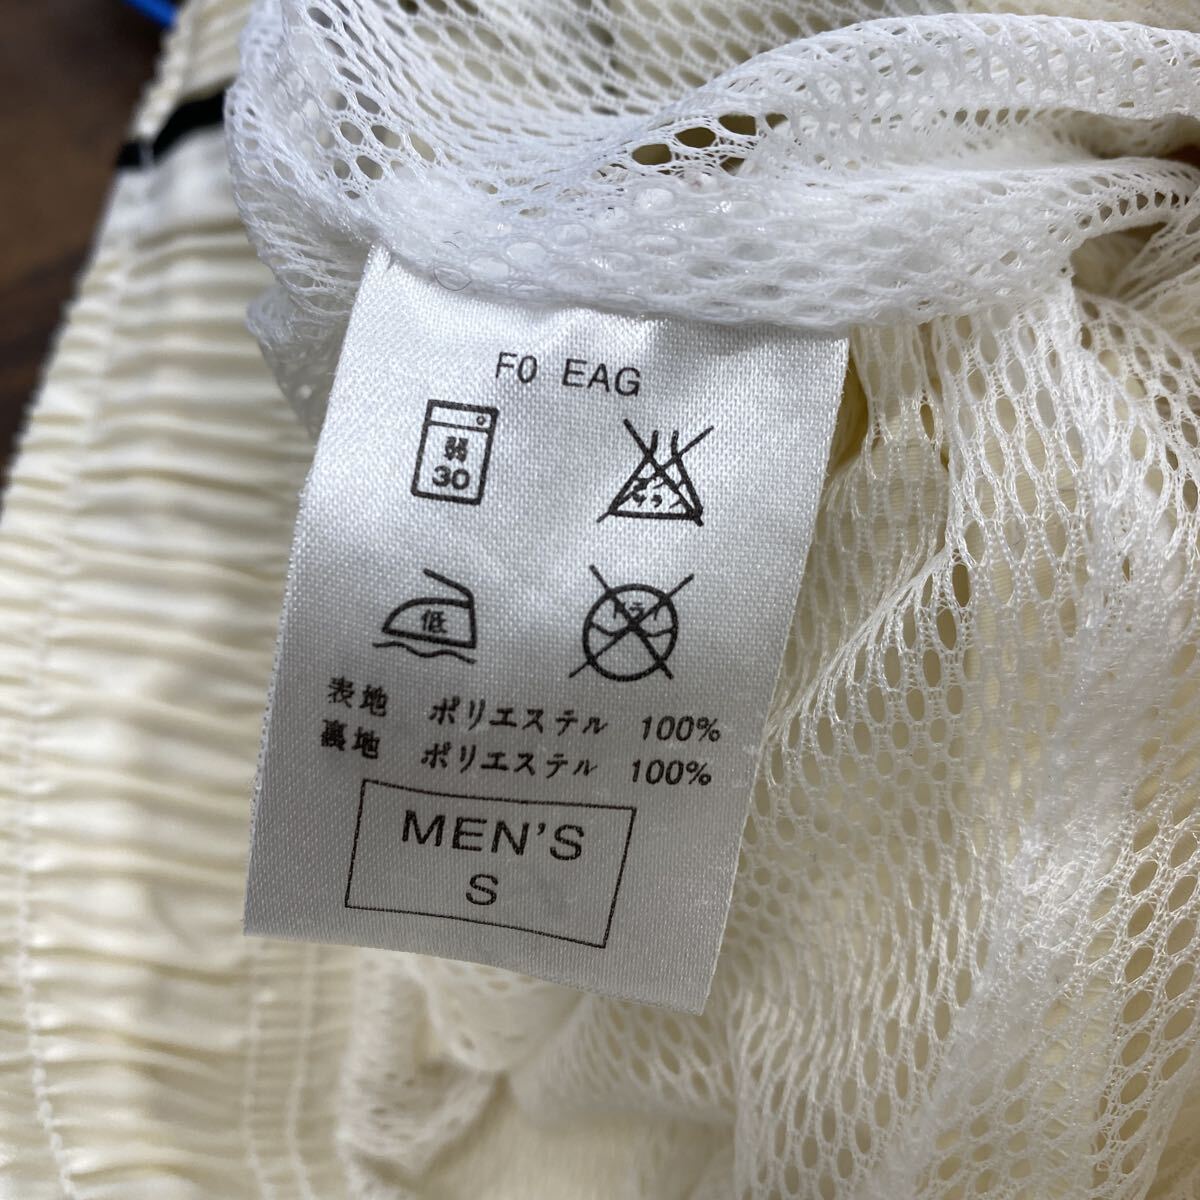 F0 EAG
弱
30
低
表地 ポリエステル 100%
裏地 ポリエステル 100%
MEN'S
S